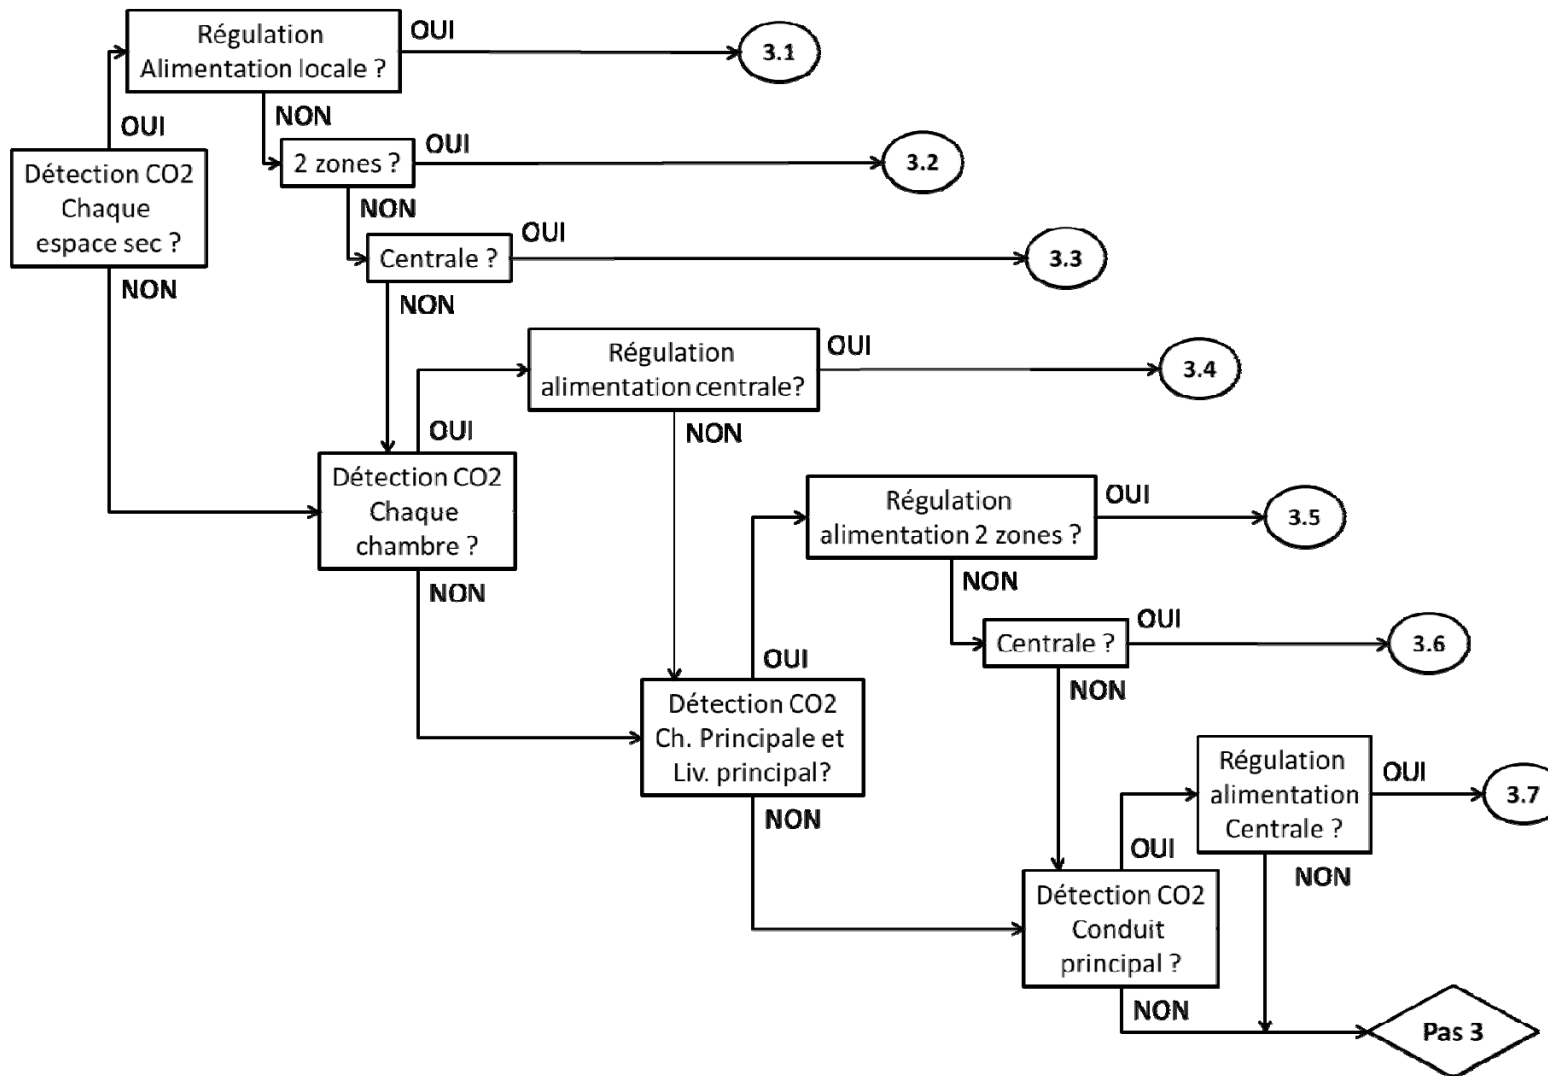 Régulation
Alimentation locale ?
OUI
3.1
NON
OUI
2 zones ?
OUI
3.2
Détection CO2
Chaque
espace sec ?
NON
NON
Centrale ?
OUI
3.3
NON
Régulation
alimentation centrale?
OUI
3.4
NON
OUI
Détection CO2
Chaque
chambre ?
NON
Régulation
alimentation 2 zones ?
OUI
3.5
NON
Centrale ?
OUI
3.6
NON
OUI
Détection CO2
Ch. Principale et
Liv. principal?
NON
Régulation
alimentation
Centrale ?
OUI
3.7
NON
OUI
Détection CO2
Conduit
principal ?
NON
Pas 3